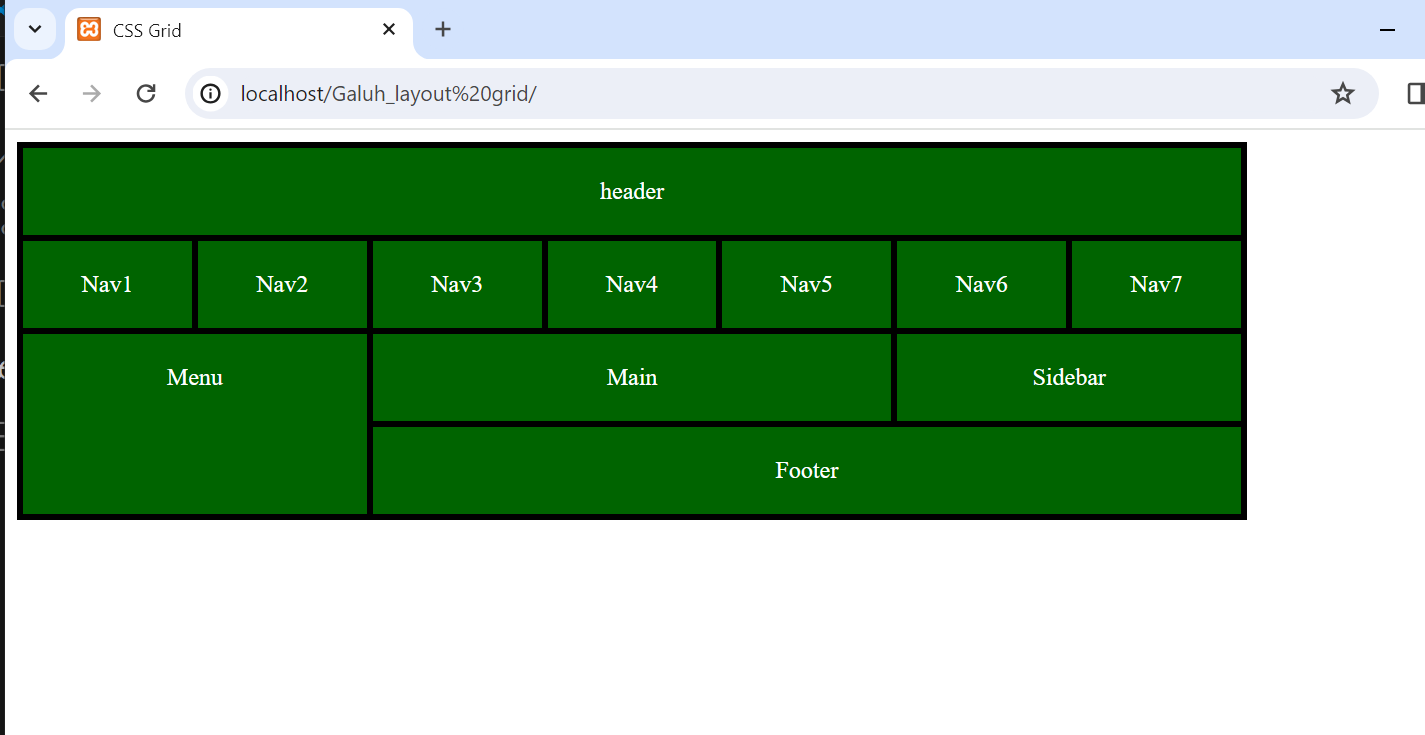 CSS Grid
localhost/Galuh_layout%20grid/
header
Nav1 Nav2 Nav3 Nav4 Nav5 Nav6 Nav7
Menu Main Sidebar
Footer